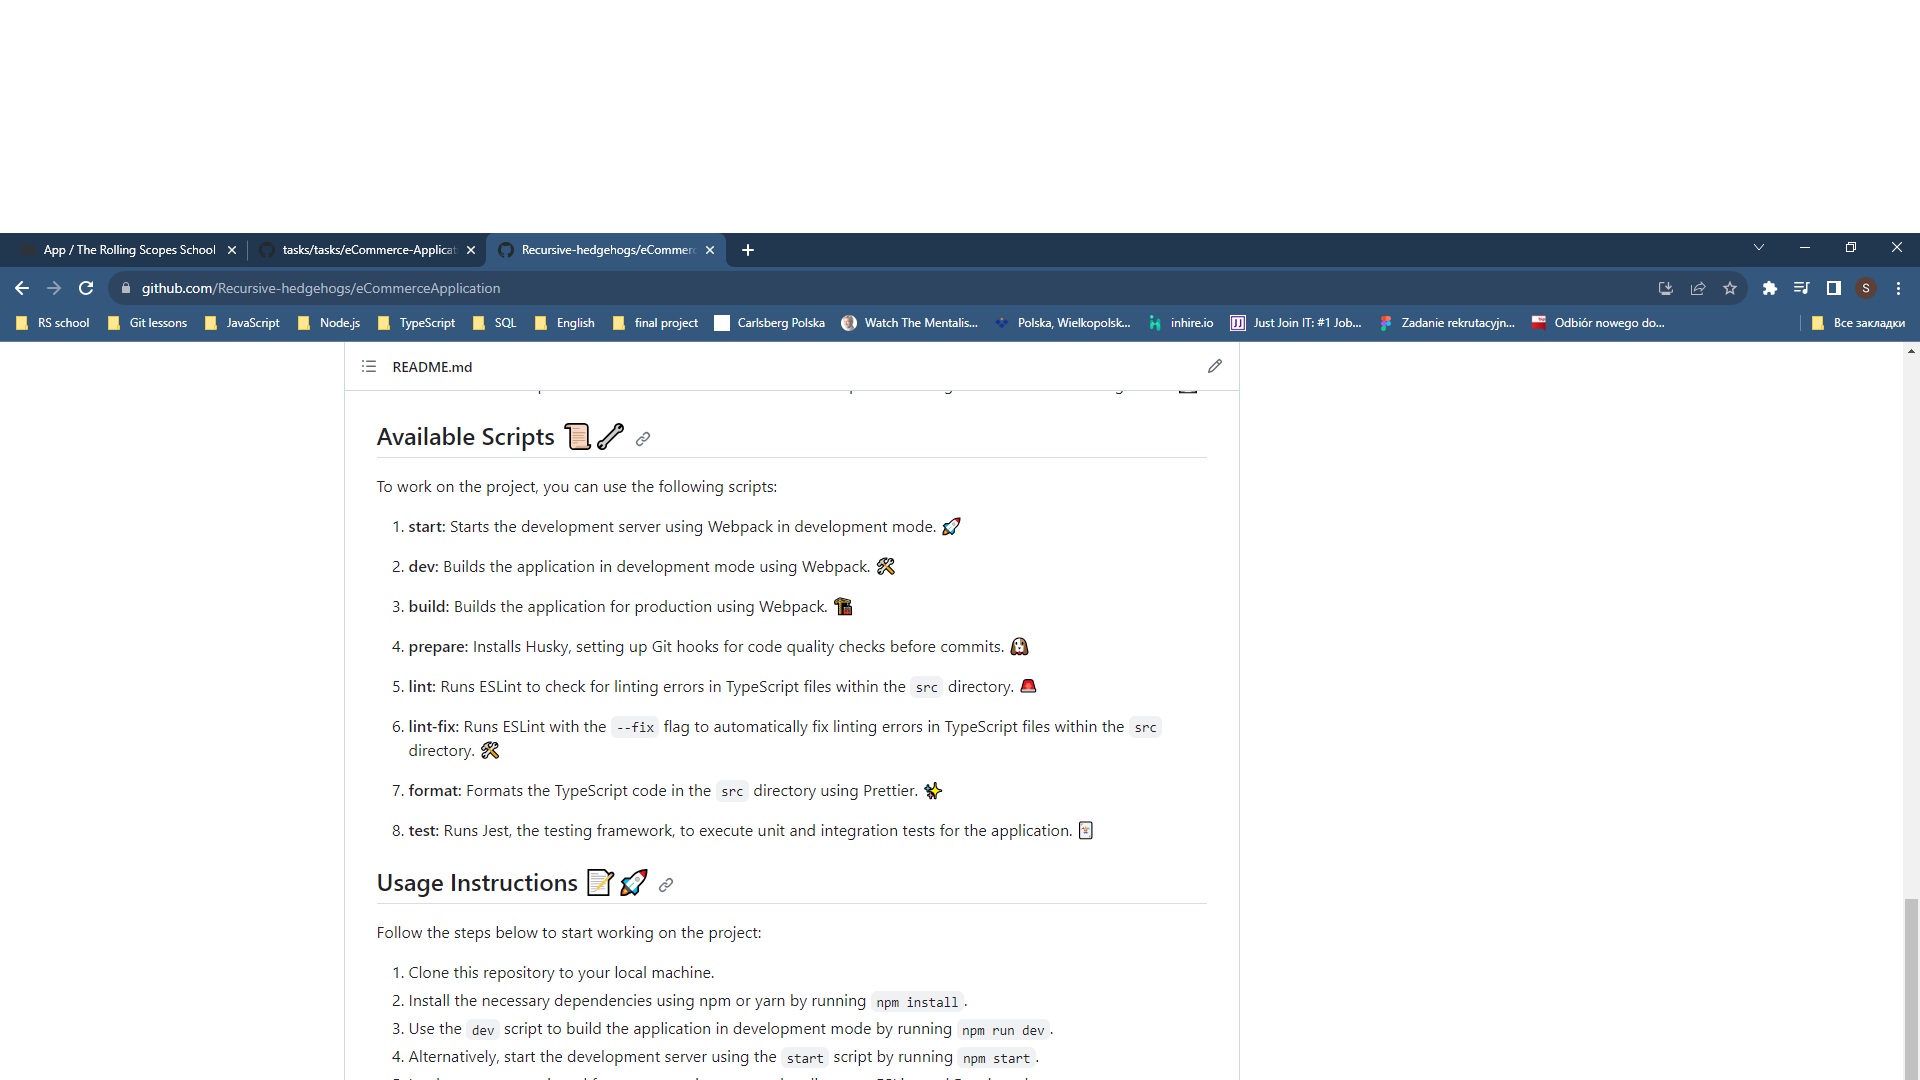 App / The Rolling Scopes School
tasks/tasks/eCommerce-Applicat
Recursive-hedgehogs/eCommerc
github.com/Recursive-hedgehogs/eCommerceApplication
S
RS school
Git lessons
JavaScript
Node.js
TypeScript
SQL
English
final project
Carlsberg Polska
Watch The Mentalis...
Polska, Wielkopolsk...
inhire.io
Just Join IT: #1 Job...
Zadanie rekrutacyjn...
Odbiór nowego do...
Все закладки
README.md
Available Scripts
To work on the project, you can use the following scripts:
1. start: Starts the development server using Webpack in development mode. 🚀
2. dev: Builds the application in development mode using Webpack. 🛠
3. build: Builds the application for production using Webpack. 🏗
4. prepare: Installs Husky, setting up Git hooks for code quality checks before commits. 🐶
5. lint: Runs ESLint to check for linting errors in TypeScript files within the src directory. 🚨
6. lint-fix: Runs ESLint with the --fix flag to automatically fix linting errors in TypeScript files within the src
directory. 🛠
7. format: Formats the TypeScript code in the src directory using Prettier. ✨
8. test: Runs Jest, the testing framework, to execute unit and integration tests for the application. 🃏
Usage Instructions 📝🚀
Follow the steps below to start working on the project:
1. Clone this repository to your local machine.
2. Install the necessary dependencies using npm or yarn by running npm install.
3. Use the dev script to build the application in development mode by running npm run dev.
4. Alternatively, start the development server using the start script by running npm start.